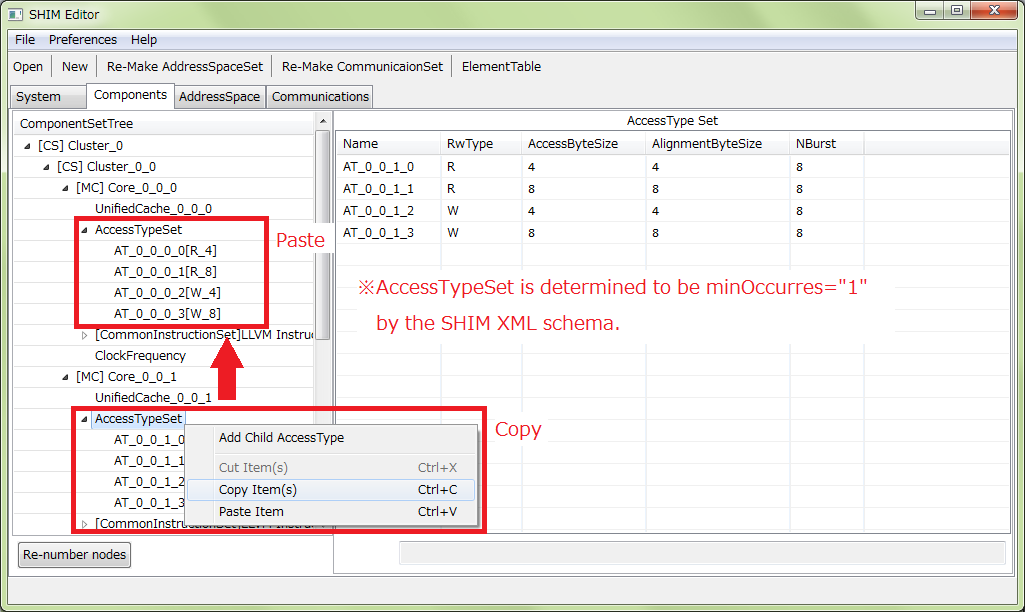 SHIM Editor
File Preferences Help
Open New Re-Make AddressSpaceSet Re-Make CommunicaionSet ElementTable
System Components AddressSpace Communications
ComponentSetTree
[CS] Cluster_0
[CS] Cluster_0_0
[MC] Core_0_0_0
UnifiedCache_0_0_0
AccessTypeSet
AT_0_0_0_0[R_4]
AT_0_0_0_1[R_8]
AT_0_0_0_2[W_4]
AT_0_0_0_3[W_8]
[CommonInstructionSet]LLVM Instruc
ClockFrequency
[MC] Core_0_0_1
UnifiedCache_0_0_1
AccessTypeSet
AT_0_0_1_0
AT_0_0_1_1
AT_0_0_1_2
AT_0_0_1_3
[CommonInstructionSet]LLVM Instruc
Re-number nodes
Paste
Copy
Add Child AccessType
Cut Item(s) Ctrl+X
Copy Item(s) Ctrl+C
Paste Item Ctrl+V
AccessType Set
Name RwType AccessByteSize AlignmentByteSize NBurst
AT_0_0_1_0 R 4 4 8
AT_0_0_1_1 R 8 8 8
AT_0_0_1_2 W 4 4 8
AT_0_0_1_3 W 8 8 8
※AccessTypeSet is determined to be minOccurres="1"
by the SHIM XML schema.